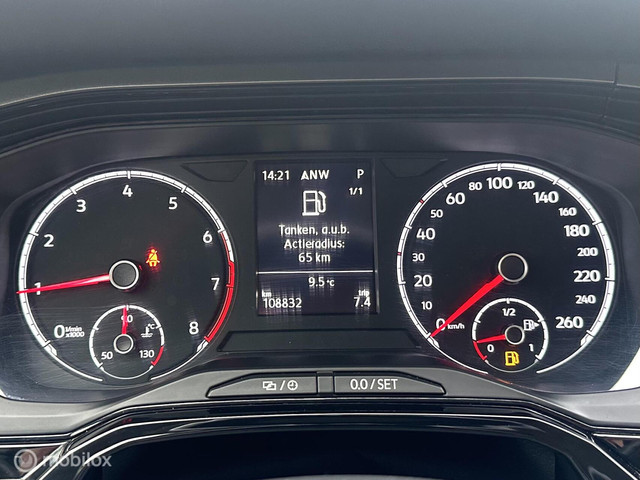 14:21 ANW P
1/1
Tanken, a.u.b.
Actieradius:
65 km
9.5 °C
km 108832 trip 7.4
0 1 2 3 4 5 6 7 8
1/min x1000
50 90 130
°C
0 10 20 30 40 50 60 80 100 120 140 160 180 200 220 240 260
km/h
0 1/2 1
0.0 / SET
mobilox